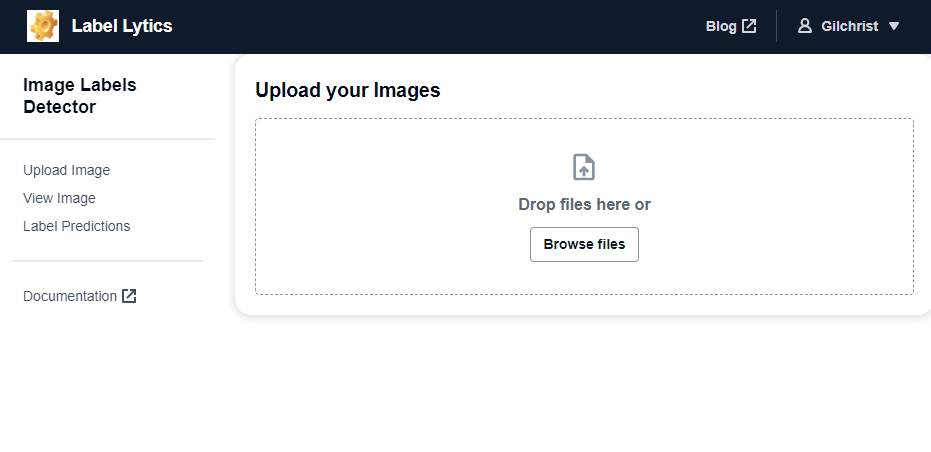 Label Lytics
Blog
Gilchrist
Image Labels
Detector
Upload Image
View Image
Label Predictions
Documentation
Upload your Images
Drop files here or
Browse files